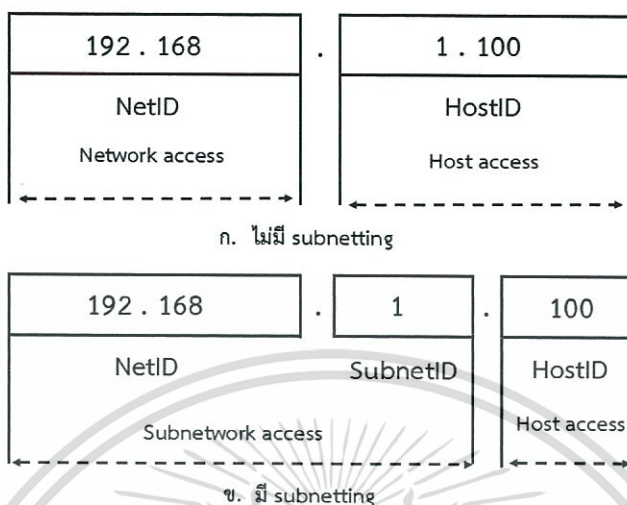 192 . 168 . 1 . 100
NetID HostID
Network access Host access
ก. ไม่มี subnetting
192 . 168 . 1 . 100
NetID SubnetID HostID
Subnetwork access Host access
ข. มี subnetting